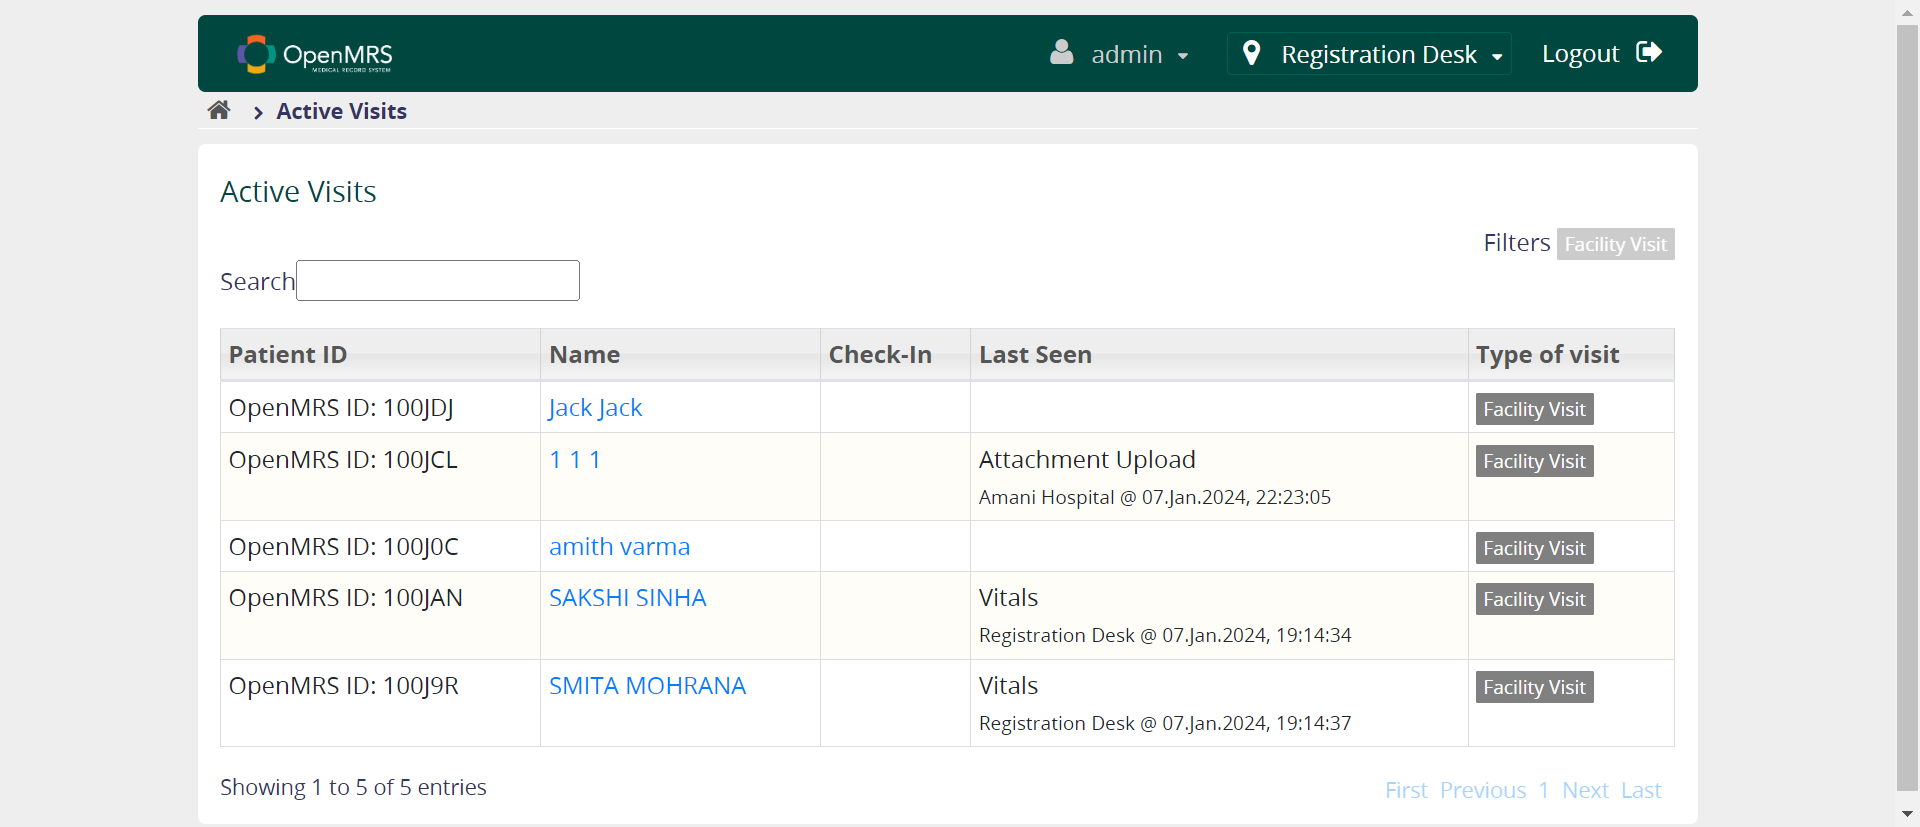 OpenMRS
MEDICAL RECORD SYSTEM
admin
Registration Desk
Logout
Active Visits
Active Visits
Filters Facility Visit
Search
Patient ID Name Check-In Last Seen Type of visit
OpenMRS ID: 100JDJ Jack Jack Facility Visit
OpenMRS ID: 100JCL 1 1 1 Attachment Upload Facility Visit
Amani Hospital @ 07.Jan.2024, 22:23:05
OpenMRS ID: 100J0C amith varma Facility Visit
OpenMRS ID: 100JAN SAKSHI SINHA Vitals Facility Visit
Registration Desk @ 07.Jan.2024, 19:14:34
OpenMRS ID: 100J9R SMITA MOHRANA Vitals Facility Visit
Registration Desk @ 07.Jan.2024, 19:14:37
Showing 1 to 5 of 5 entries
First Previous 1 Next Last